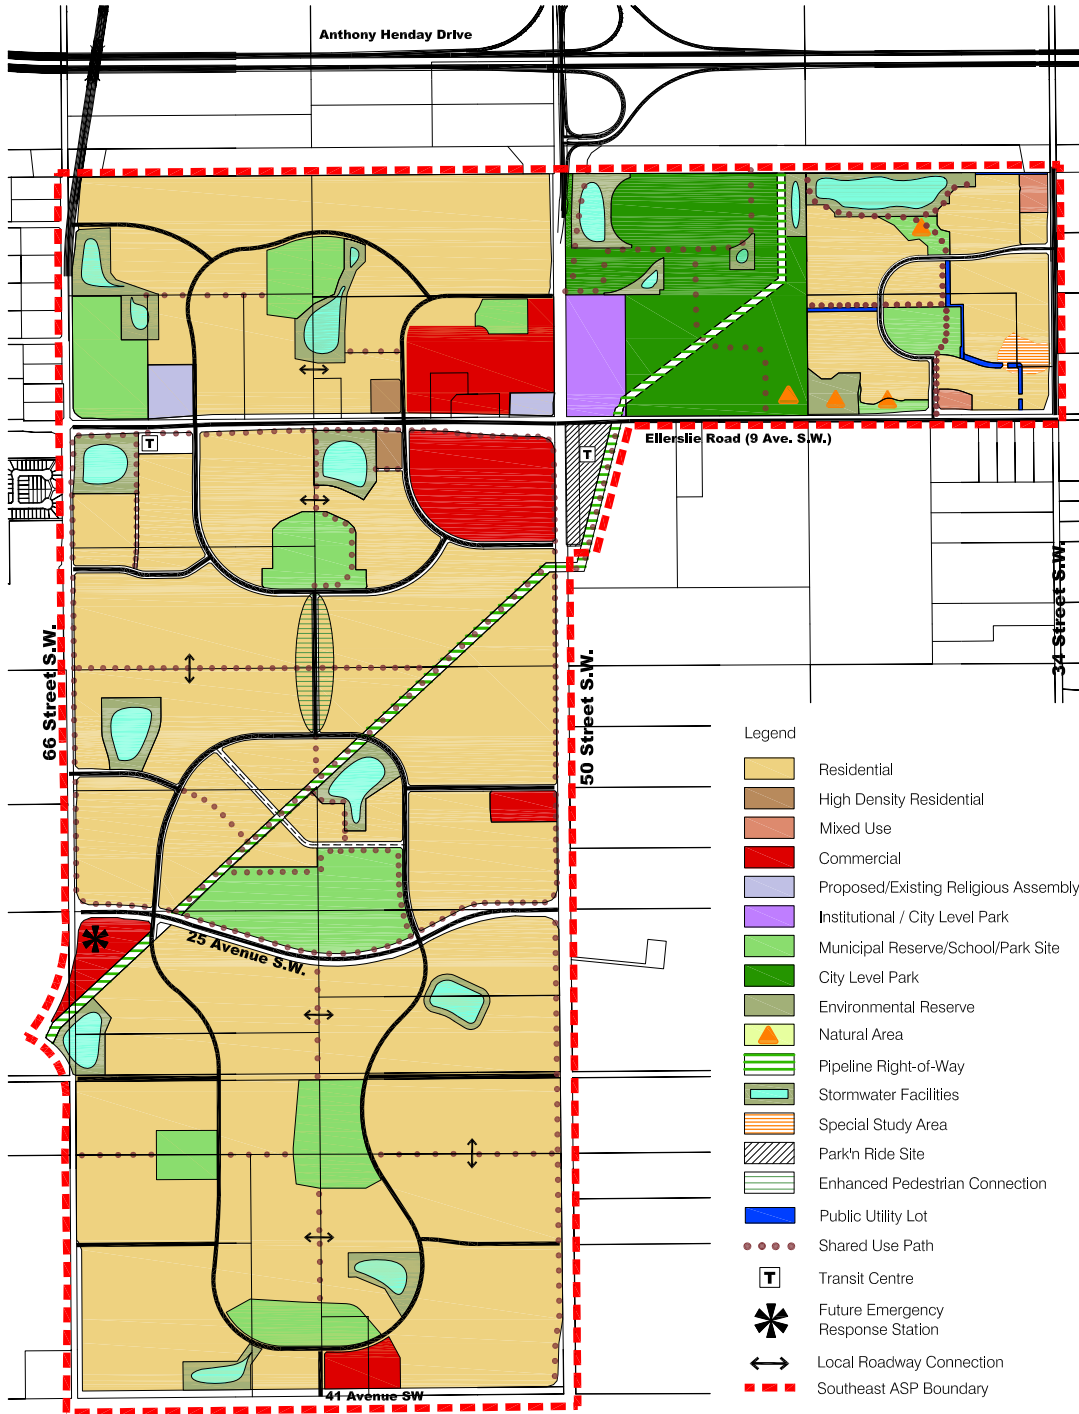 Anthony Henday Drive
T
T
Ellerslie Road (9 Ave. S.W.)
66 Street S.W.
50 Street S.W.
34 Street S.W.
25 Avenue S.W.
41 Avenue SW
Legend
Residential
High Density Residential
Mixed Use
Commercial
Proposed/Existing Religious Assembly
Institutional / City Level Park
Municipal Reserve/School/Park Site
City Level Park
Environmental Reserve
Natural Area
Pipeline Right-of-Way
Stormwater Facilities
Special Study Area
Park'n Ride Site
Enhanced Pedestrian Connection
Public Utility Lot
Shared Use Path
T Transit Centre
Future Emergency
Response Station
Local Roadway Connection
Southeast ASP Boundary